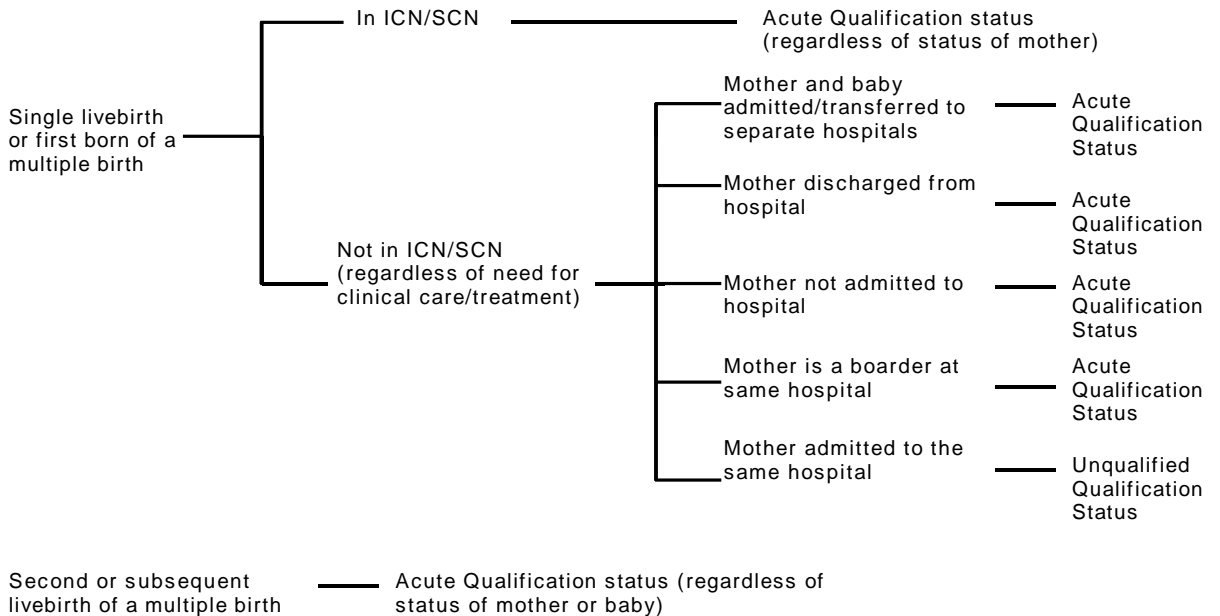 In ICN/SCN
Acute Qualification status
(regardless of status of mother)
Single livebirth
or first born of a
multiple birth
Mother and baby
admitted/transferred to
separate hospitals
Acute
Qualification
Status
Mother discharged from
hospital
Acute
Qualification
Status
Not in ICN/SCN
(regardless of need for
clinical care/treatment)
Mother not admitted to
hospital
Acute
Qualification
Status
Mother is a boarder at
same hospital
Acute
Qualification
Status
Mother admitted to the
same hospital
Unqualified
Qualification
Status
Second or subsequent
livebirth of a multiple birth
Acute Qualification status (regardless of
status of mother or baby)